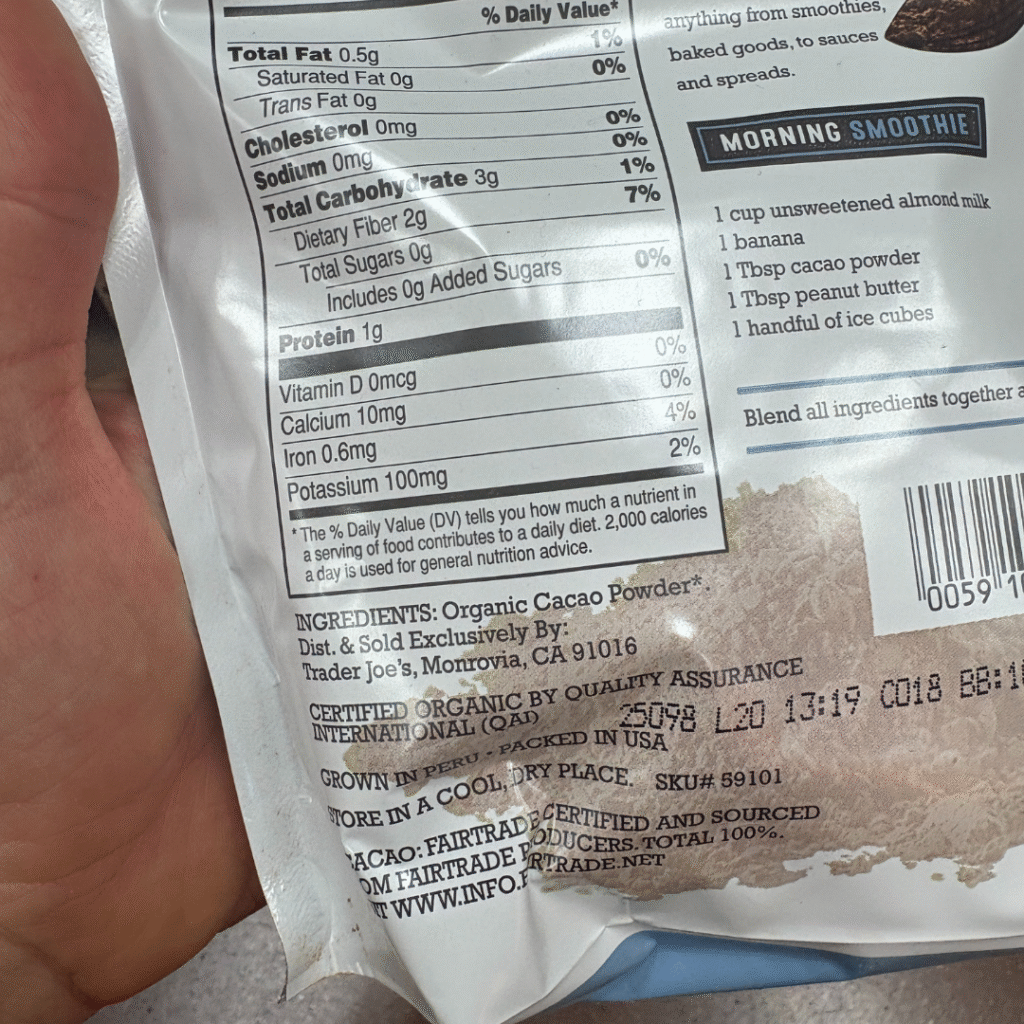 % Daily Value*
Total Fat 0.5g 1%
Saturated Fat 0g 0%
Trans Fat 0g
Cholesterol 0mg 0%
Sodium 0mg 0%
Total Carbohydrate 3g 1%
Dietary Fiber 2g 7%
Total Sugars 0g
Includes 0g Added Sugars 0%
Protein 1g
Vitamin D 0mcg 0%
Calcium 10mg 0%
Iron 0.6mg 4%
Potassium 100mg 2%
* The % Daily Value (DV) tells you how much a nutrient in
a serving of food contributes to a daily diet. 2,000 calories
a day is used for general nutrition advice.
INGREDIENTS: Organic Cacao Powder*.
Dist. & Sold Exclusively By:
Trader Joe's, Monrovia, CA 91016
CERTIFIED ORGANIC BY QUALITY ASSURANCE
INTERNATIONAL (QAI)
25098 L20 13:19 C018 BB:1
GROWN IN PERU - PACKED IN USA
STORE IN A COOL, DRY PLACE. SKU# 59101
CACAO: FAIRTRADE CERTIFIED AND SOURCED
OM FAIRTRADE PRODUCERS. TOTAL 100%.
IT WWW.INFO.F RTRADE.NET
anything from smoothies,
baked goods, to sauces
and spreads.
MORNING SMOOTHIE
1 cup unsweetened almond milk
1 banana
1 Tbsp cacao powder
1 Tbsp peanut butter
1 handful of ice cubes
Blend all ingredients together
0059 1